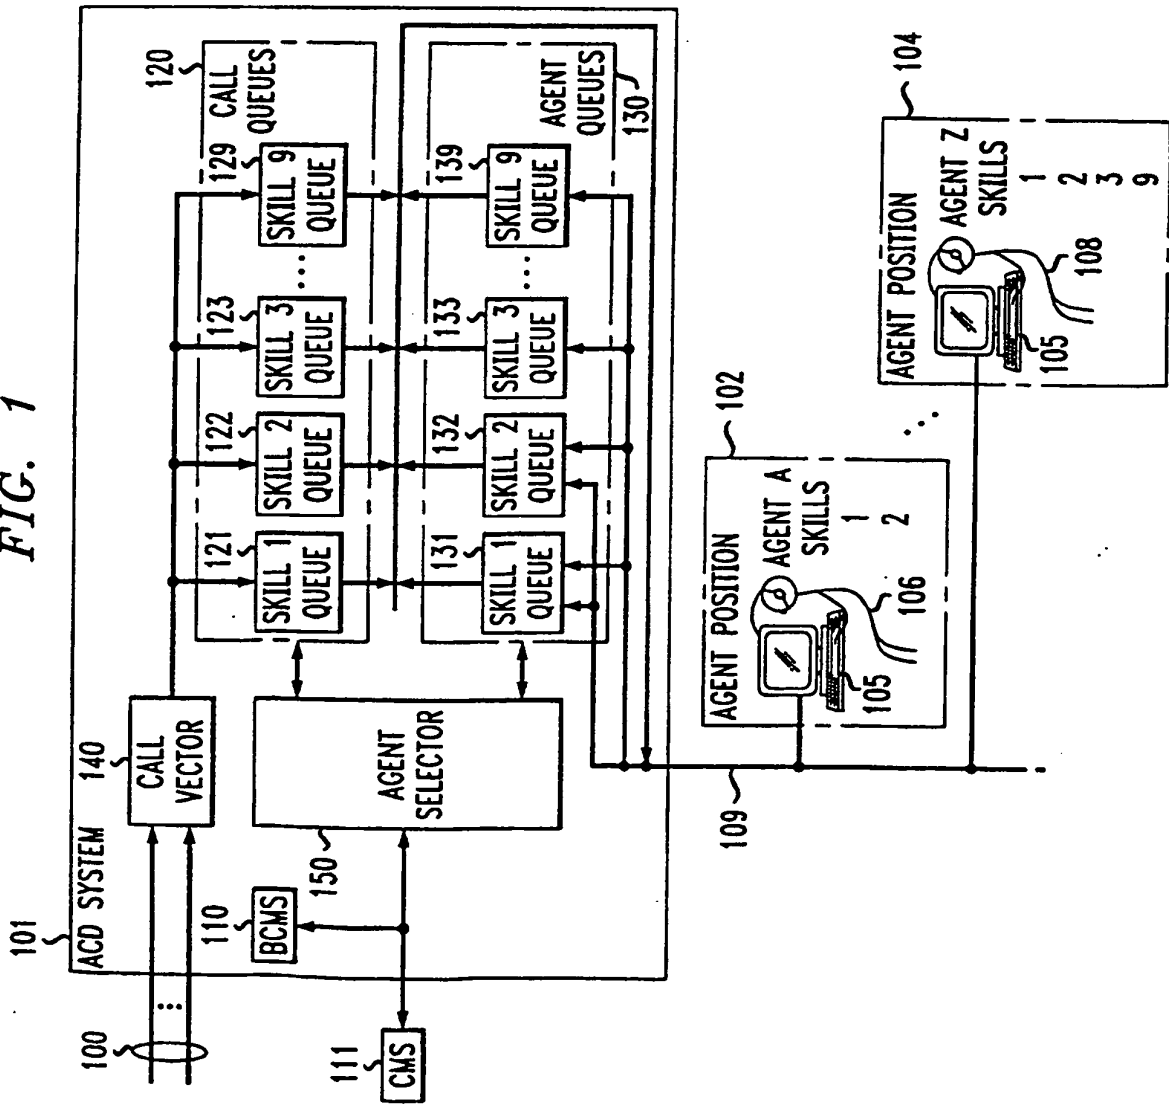 FIG. 1
101
ACD SYSTEM
100
140
CALL
VECTOR
120
CALL
QUEUES
121
SKILL 1
QUEUE
122
SKILL 2
QUEUE
123
SKILL 3
QUEUE
129
SKILL 9
QUEUE
111
CMS
110
BCMS
150
AGENT
SELECTOR
131
SKILL 1
QUEUE
132
SKILL 2
QUEUE
133
SKILL 3
QUEUE
139
SKILL 9
QUEUE
AGENT
QUEUES
130
109
102
AGENT POSITION
AGENT A
SKILLS
1
2
105
106
104
AGENT POSITION
AGENT Z
SKILLS
1
2
3
9
105
108